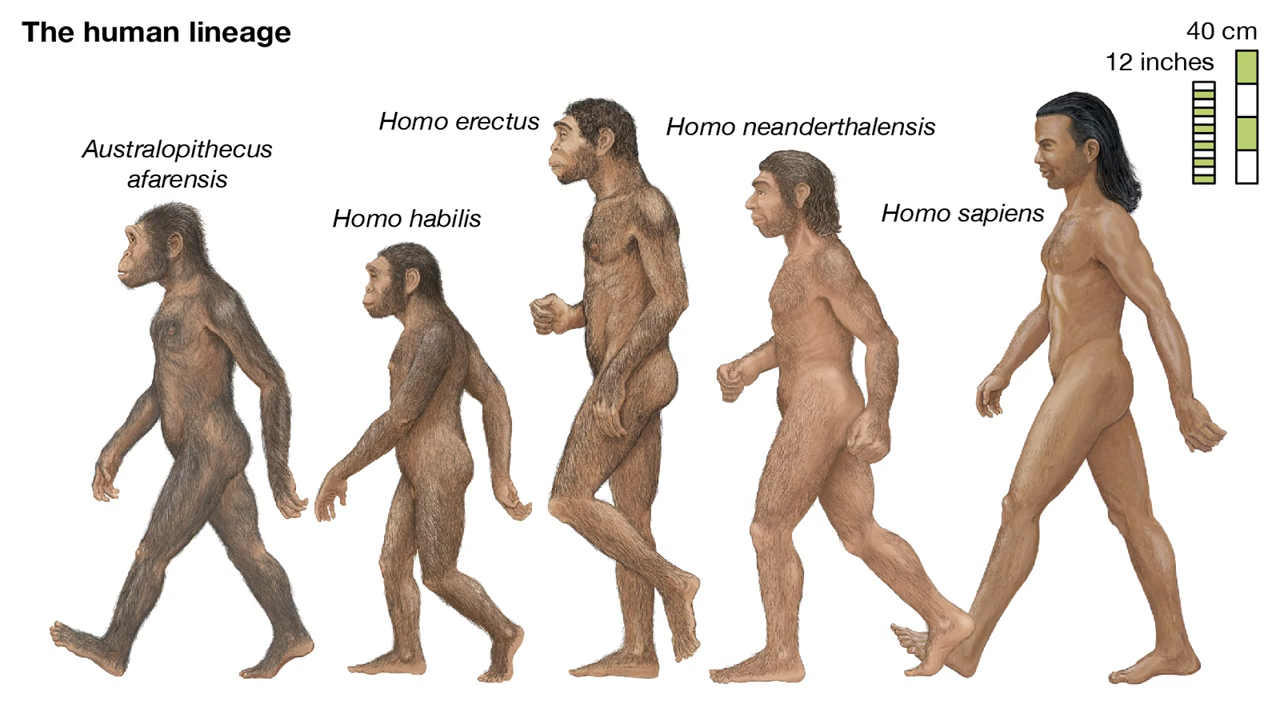 The human lineage
40 cm
12 inches
Homo erectus
Homo neanderthalensis
Australopithecus
afarensis
Homo habilis
Homo sapiens